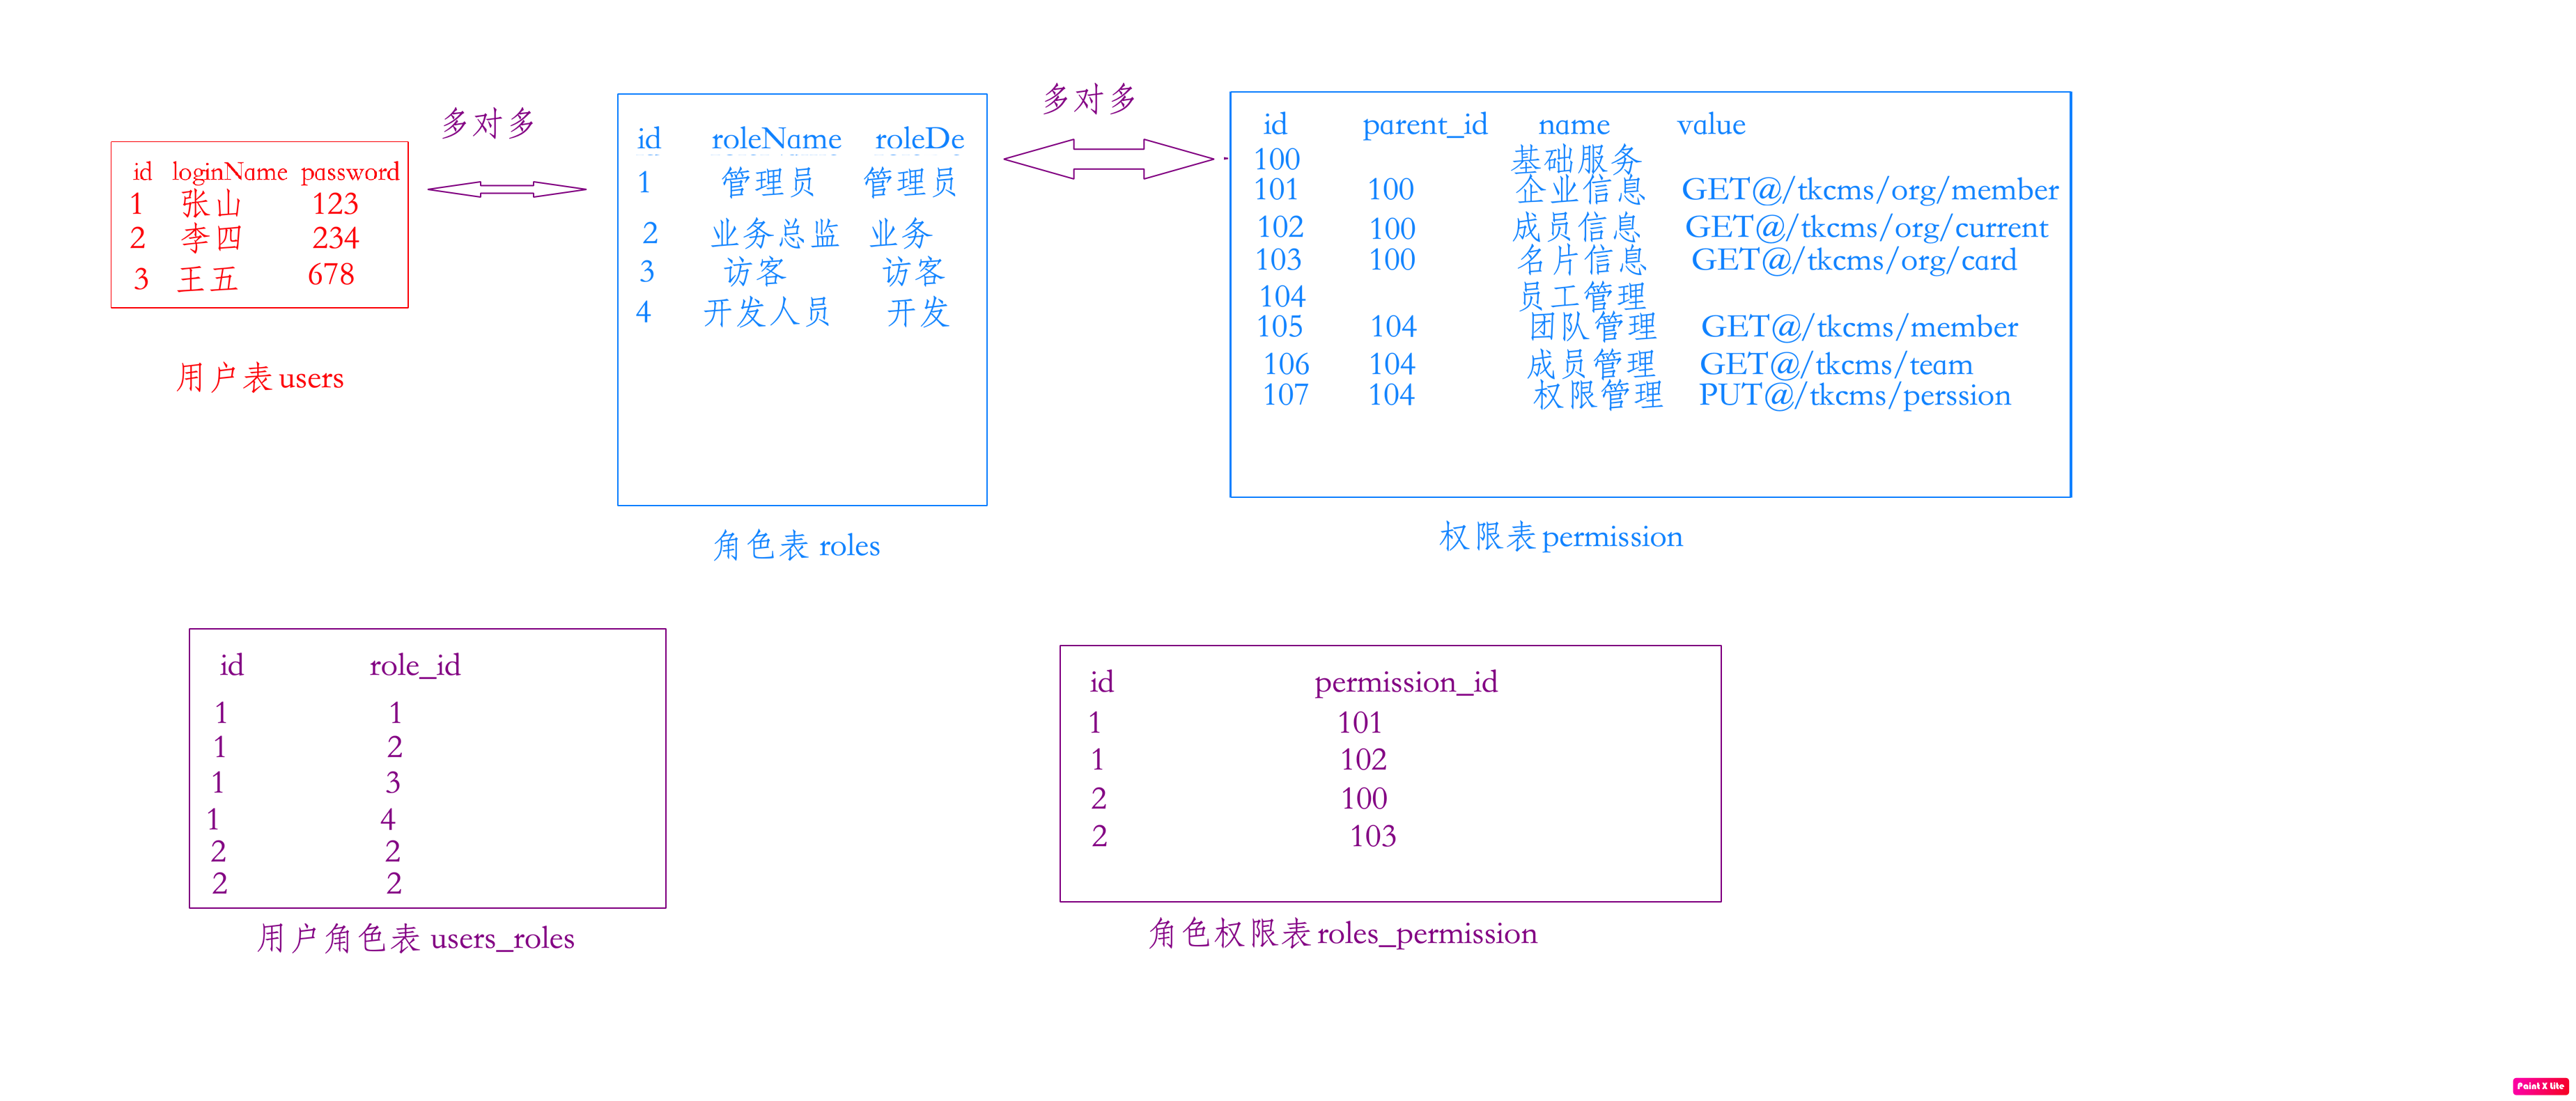 多对多
id loginName password
1 张山 123
2 李四 234
3 王五 678
用户表 users
id roleName roleDe
1 管理员 管理员
2 业务总监 业务
3 访客 访客
4 开发人员 开发
角色表 roles
多对多
id parent_id name value
100 基础服务
101 100 企业信息 GET@/tkcms/org/member
102 100 成员信息 GET@/tkcms/org/current
103 100 名片信息 GET@/tkcms/org/card
104 员工管理
105 104 团队管理 GET@/tkcms/member
106 104 成员管理 GET@/tkcms/team
107 104 权限管理 PUT@/tkcms/perssion
权限表 permission
id role_id
1 1
1 2
1 3
1 4
2 2
2 2
用户角色表 users_roles
id permission_id
1 101
1 102
2 100
2 103
角色权限表 roles_permission
Paint X Lite